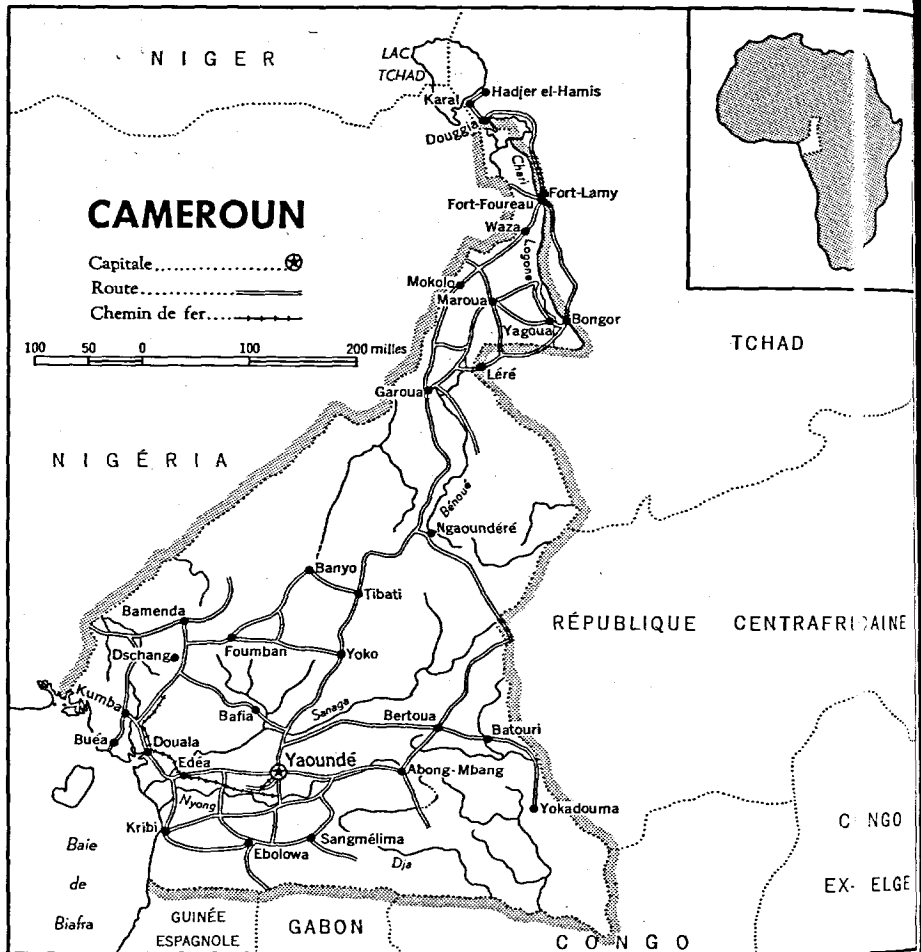 NIGER
LAC
TCHAD
Hadjer el-Hamis
Karal
Douggia
Chari
Fort-Lamy
Fort-Foureau
CAMEROUN
Waza
Logone
Capitale
Route
Chemin de fer
Mokolo
Maroua
Yagoua
Bongor
100 50 0 100 200 milles
TCHAD
Léré
Garoua
NIGÉRIA
Bénoué
Ngaoundéré
Banyo
Tibati
Bamenda
RÉPUBLIQUE CENTRAFRICAINE
Foumban
Dschang
Yoko
Kumba
Bafia
Sanaga
Bertoua
Batouri
Buéa
Douala
Edéa
Yaoundé
Abong-Mbang
Nyong
Yokadouma
Kribi
Sangmélima
Ebolowa
C NGO
Baie
de
Biafra
Dja
EX- ELGE
GUINÉE
ESPAGNOLE
GABON
CONGO